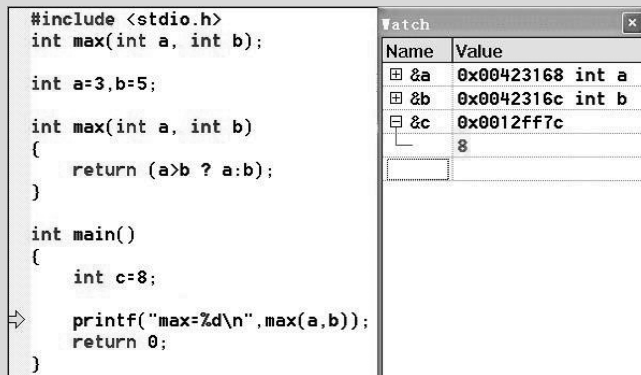 #include <stdio.h>
int max(int a, int b);
int a=3,b=5;
int max(int a, int b)
{
return (a>b ? a:b);
}
int main()
{
int c=8;
printf("max=%d\n",max(a,b));
return 0;
}
Watch
Name Value
&a 0x00423168 int a
&b 0x0042316c int b
&c 0x0012ff7c
8